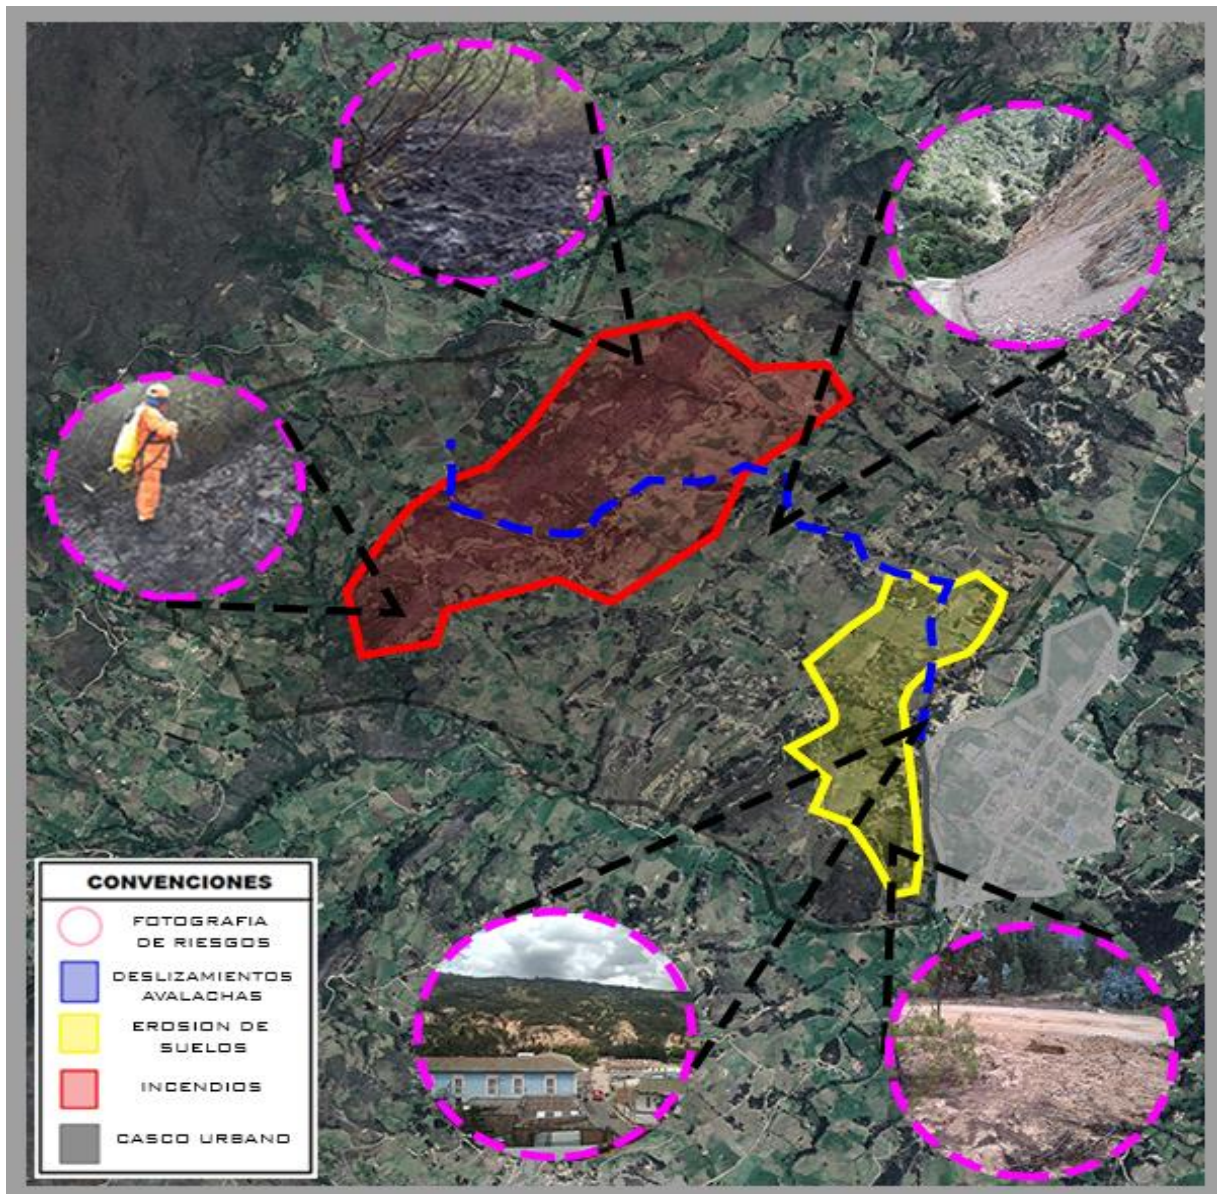 CONVENCIONES
FOTOGRAFIA
DE RIESGOS
DESLIZAMIENTOS
AVALACHAS
EROSION DE
SUELOS
INCENDIOS
CASCO URBANO